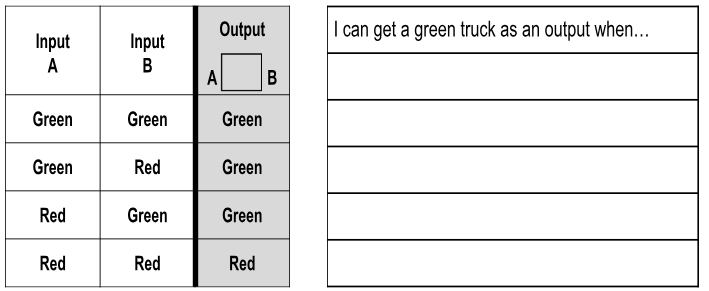 Input A
Input B
Output
A B
Green Green Green
Green Red Green
Red Green Green
Red Red Red
I can get a green truck as an output when...